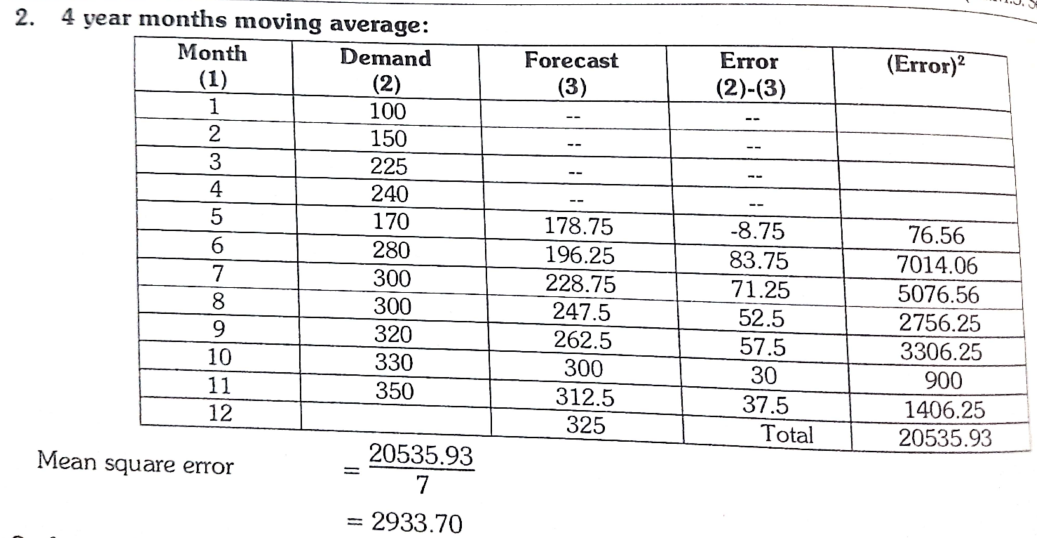 2. 4 year months moving average:
Month (1) Demand (2) Forecast (3) Error (2)-(3) (Error)²
1 100 -- --
2 150 -- --
3 225 -- --
4 240 -- --
5 170 178.75 -8.75 76.56
6 280 196.25 83.75 7014.06
7 300 228.75 71.25 5076.56
8 300 247.5 52.5 2756.25
9 320 262.5 57.5 3306.25
10 330 300 30 900
11 350 312.5 37.5 1406.25
12 325 Total 20535.93
Mean square error = 20535.93 / 7
= 2933.70